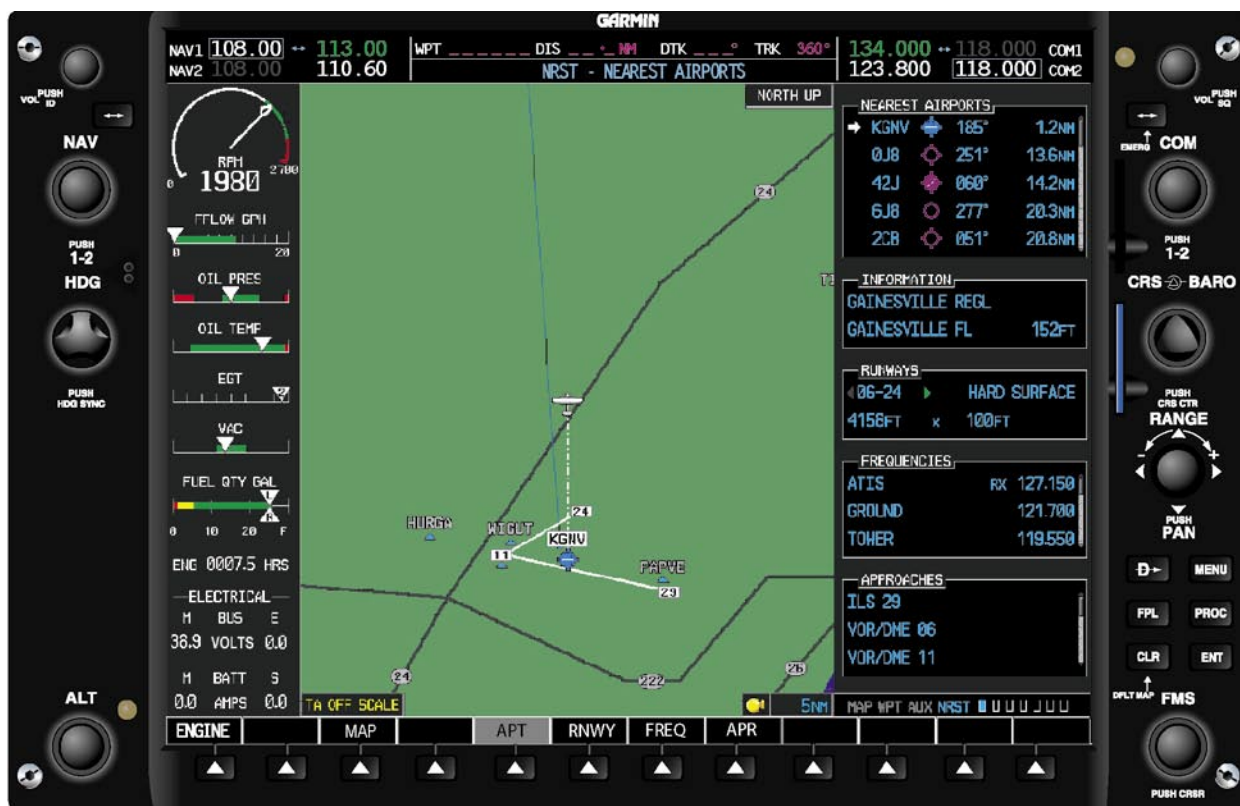 GARMIN
NAV1 108.00 ↔ 113.00
NAV2 108.00 110.60
WPT _ _ _ _ _ _ DIS _ _ . _ NM DTK _ _ _° TRK 360°
NRST - NEAREST AIRPORTS
134.000 ↔ 118.000 COM1
123.800 118.000 COM2
VOL PUSH ID
NAV
PUSH
1-2
HDG
PUSH
HDG SYNC
ALT
RPM
1980
0 2700
FFLOW GPH
0 20
OIL PRES
OIL TEMP
EGT
VAC
FUEL QTY GAL
L
R
0 10 20 F
ENG 0007.5 HRS
ELECTRICAL
M BUS E
38.9 VOLTS 0.0
M BATT S
0.0 AMPS 0.0
NORTH UP
24
HURGA
WIGUT
24
KGNV
11
PAPVE
29
24
222
26
TA OFF SCALE
5NM
NEAREST AIRPORTS
KGNV 185° 1.2NM
0J8 251° 13.6NM
42J 060° 14.2NM
6J8 277° 20.3NM
2CB 051° 20.8NM
INFORMATION
GAINESVILLE REGL
GAINESVILLE FL 152FT
RUNWAYS
06-24 HARD SURFACE
4158FT x 100FT
FREQUENCIES
ATIS RX 127.150
GROUND 121.700
TOWER 119.550
APPROACHES
ILS 29
VOR/DME 06
VOR/DME 11
MAP WPT AUX NRST
ENGINE MAP APT RNWY FREQ APR
VOL PUSH SQ
EMERG
COM
PUSH
1-2
CRS BARO
PUSH
CRS CTR
RANGE
- +
PUSH
PAN
D MENU
FPL PROC
CLR ENT
DFLT MAP
FMS
PUSH CRSR